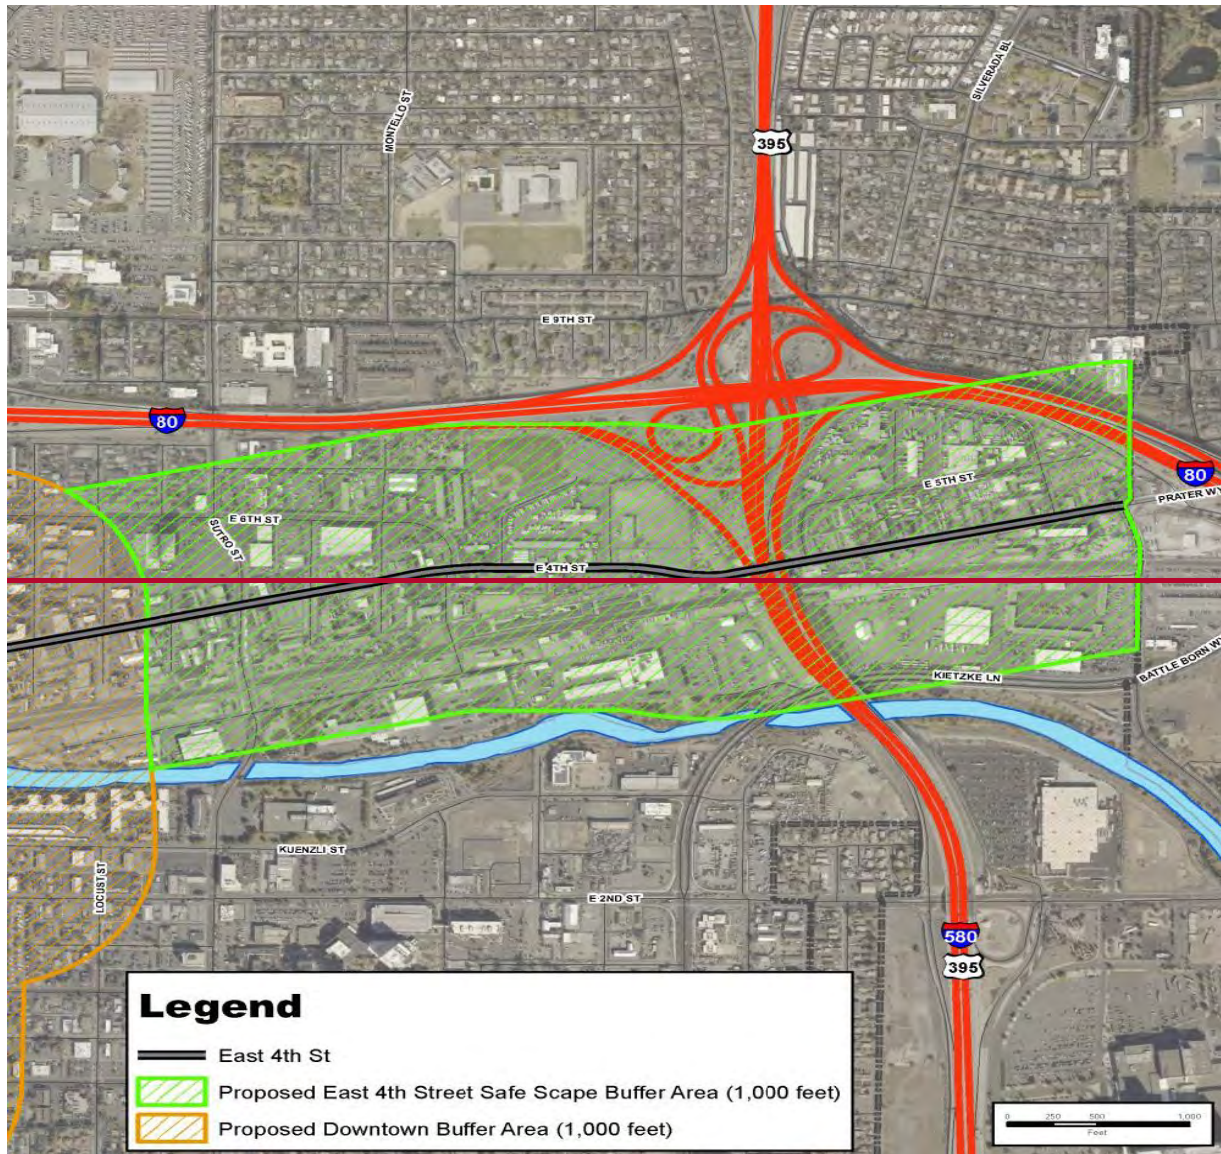 SILVERADA BL
MONTELLO ST
395
E 9TH ST
80
80
E 5TH ST
PRATER WY
E 6TH ST
SUTRO ST
E 4TH ST
KIETZKE LN
BATTLE BORN WY
KUENZLI ST
LOCUST ST
E 2ND ST
580
395
Legend
East 4th St
Proposed East 4th Street Safe Scape Buffer Area (1,000 feet)
Proposed Downtown Buffer Area (1,000 feet)
0 250 500 1,000
Feet